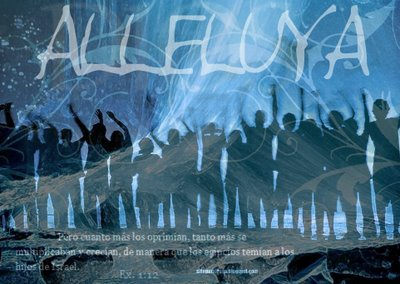 ALLELUYA
Pero cuanto más los oprimían, tanto más se
multiplicaban y crecían, de manera que los egipcios temían a los
hijos de Israel.
Ex. 1:12